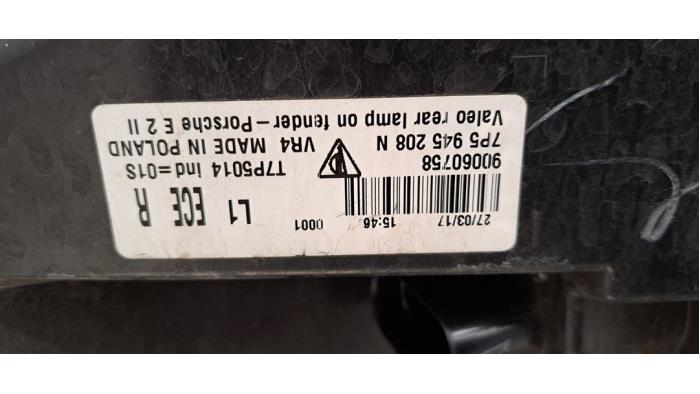 27/03/17 15:46 0001
90060758 L1 ECE R
7P5 945 208 N T7P5014 ind=01S
VR4 MADE IN POLAND
Valeo rear lamp on fender-Porsche E 2 II